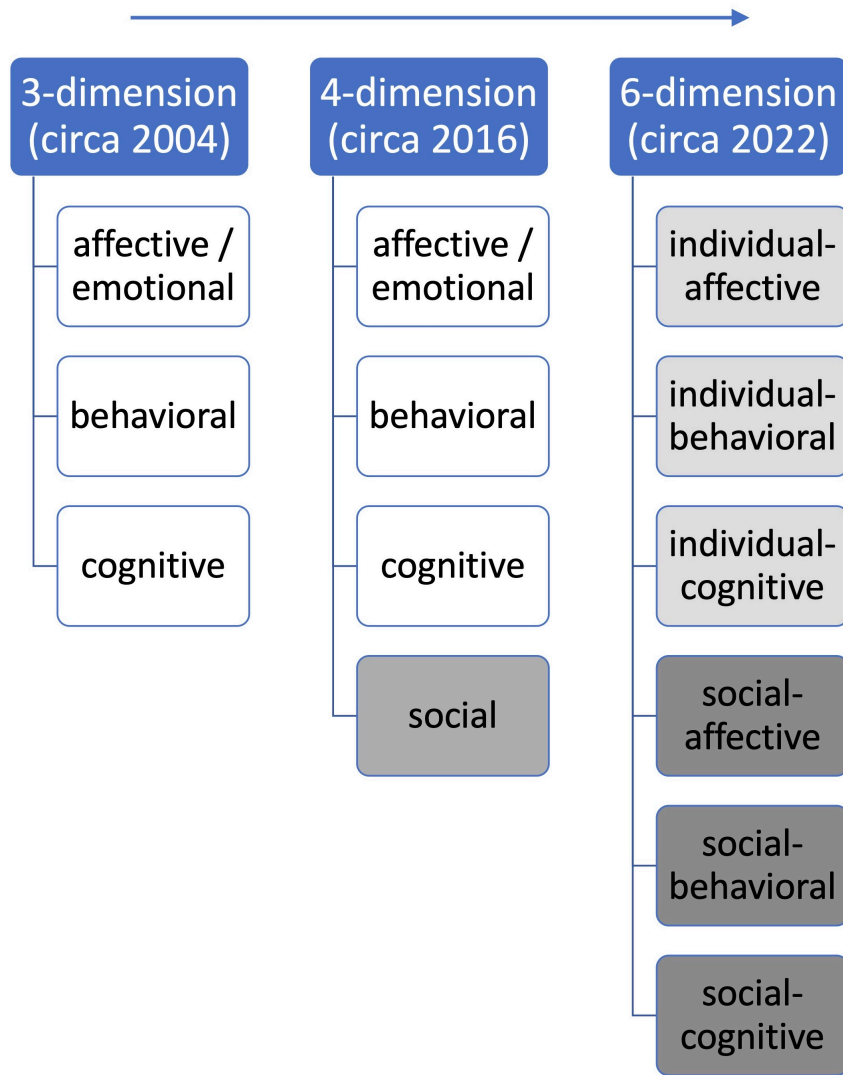 3-dimension
(circa 2004)
affective /
emotional
behavioral
cognitive
4-dimension
(circa 2016)
affective /
emotional
behavioral
cognitive
social
6-dimension
(circa 2022)
individual-
affective
individual-
behavioral
individual-
cognitive
social-
affective
social-
behavioral
social-
cognitive